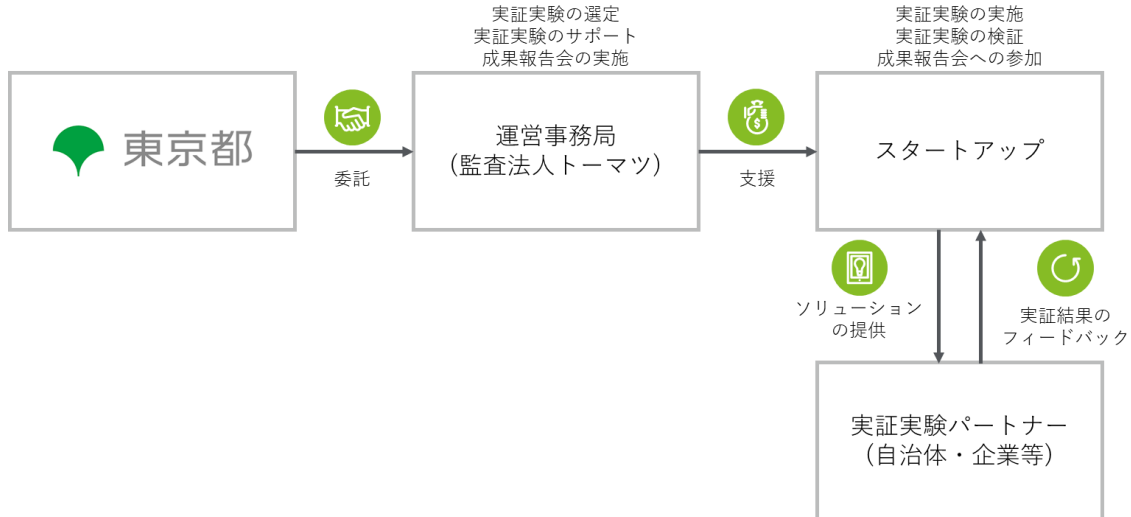 実証実験の選定
実証実験のサポート
成果報告会の実施
実証実験の実施
実証実験の検証
成果報告会への参加
東京都
委託
運営事務局
(監査法人トーマツ)
支援
スタートアップ
ソリューション
の提供
実証結果の
フィードバック
実証実験パートナー
(自治体・企業等)